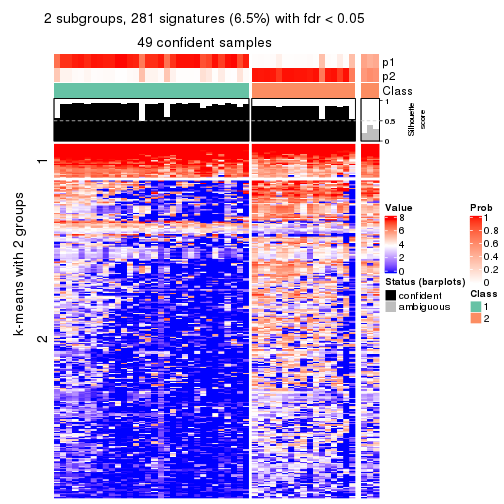 2 subgroups, 281 signatures (6.5%) with fdr < 0.05
49 confident samples
p1
p2
Class
1
0.5
0
Silhouette
score
1
2
k-means with 2 groups
Value
8
6
4
2
0
Status (barplots)
confident
ambiguous
Prob
1
0.8
0.6
0.4
0.2
0
Class
1
2